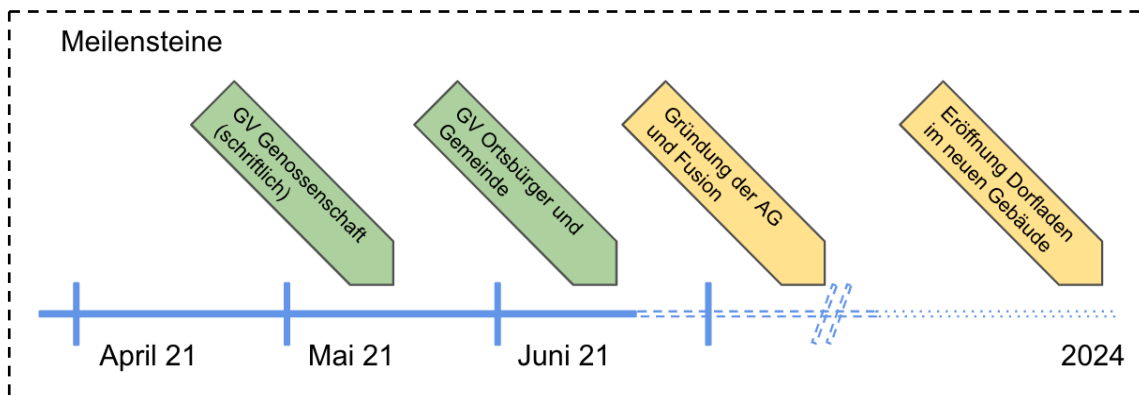 Meilensteine
GV Genossenschaft
(schriftlich)
GV Ortsbürger und
Gemeinde
Gründung der AG
und Fusion
Eröffnung Dorfladen
im neuen Gebäude
April 21
Mai 21
Juni 21
2024